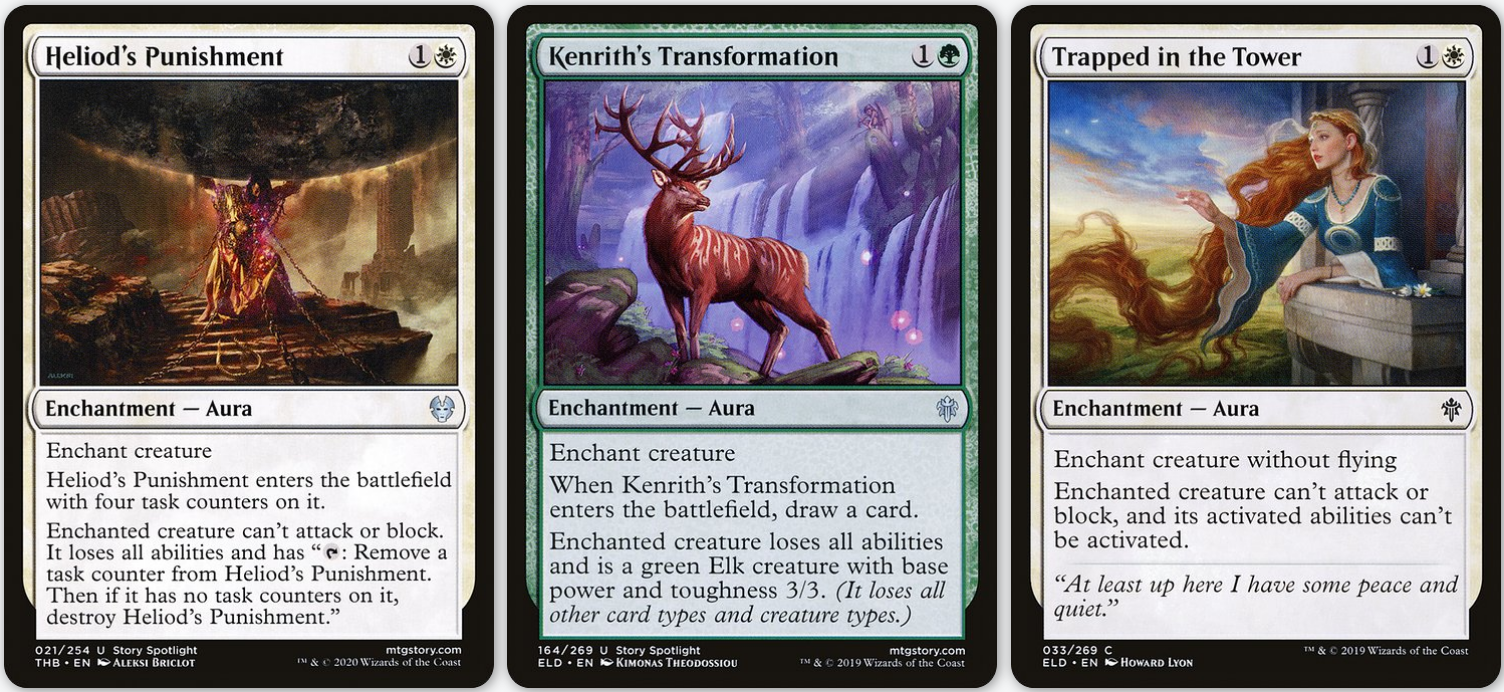 Heliod's Punishment 1
Enchantment — Aura
Enchant creature
Heliod's Punishment enters the battlefield
with four task counters on it.
Enchanted creature can't attack or block.
It loses all abilities and has “: Remove a
task counter from Heliod's Punishment.
Then if it has no task counters on it,
destroy Heliod's Punishment.”
021/254 U Story Spotlight
mtgstory.com
THB • EN Aleksi Briclot
™ & © 2020 Wizards of the Coast
Kenrith's Transformation 1
Enchantment — Aura
Enchant creature
When Kenrith's Transformation
enters the battlefield, draw a card.
Enchanted creature loses all abilities
and is a green Elk creature with base
power and toughness 3/3. (It loses all
other card types and creature types.)
164/269 U Story Spotlight
mtgstory.com
ELD • EN Kimonas Theodossiou
™ & © 2019 Wizards of the Coast
Trapped in the Tower 1
Enchantment — Aura
Enchant creature without flying
Enchanted creature can't attack or
block, and its activated abilities can't
be activated.
“At least up here I have some peace and
quiet.”
033/269 C
ELD • EN Howard Lyon
™ & © 2019 Wizards of the Coast